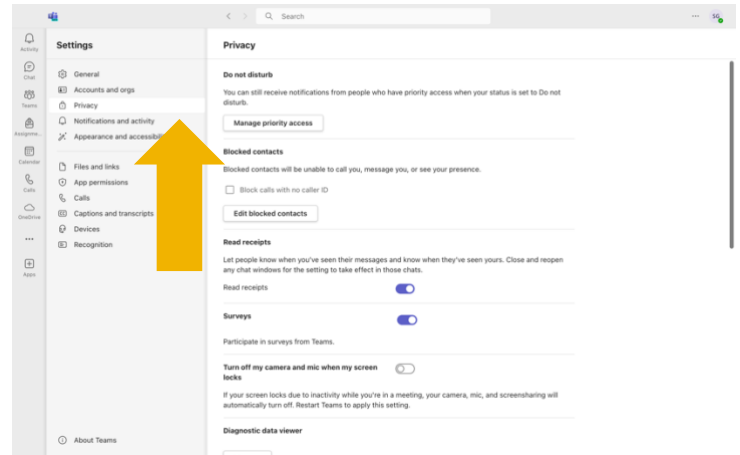 Search
SG
Activity
Chat
Teams
Assignme...
Calendar
Calls
OneDrive
Apps
Settings
General
Accounts and orgs
Privacy
Notifications and activity
Appearance and accessibili
Files and links
App permissions
Calls
Captions and transcripts
Devices
Recognition
About Teams
Privacy
Do not disturb
You can still receive notifications from people who have priority access when your status is set to Do not
disturb.
Manage priority access
Blocked contacts
Blocked contacts will be unable to call you, message you, or see your presence.
Block calls with no caller ID
Edit blocked contacts
Read receipts
Let people know when you've seen their messages and know when they've seen yours. Close and reopen
any chat windows for the setting to take effect in those chats.
Read receipts
Surveys
Participate in surveys from Teams.
Turn off my camera and mic when my screen
locks
If your screen locks due to inactivity while you're in a meeting, your camera, mic, and screensharing will
automatically turn off. Restart Teams to apply this setting.
Diagnostic data viewer